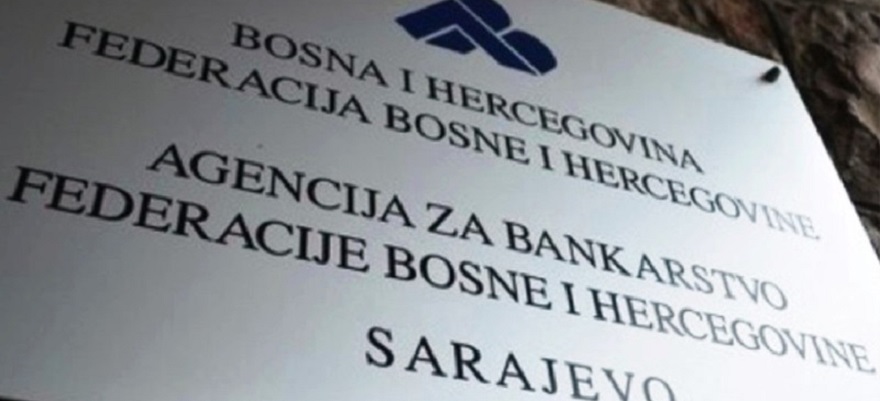 BOSNA I HERCEGOVINA
FEDERACIJA BOSNE I HERCEGOVINE
AGENCIJA ZA BANKARSTVO
FEDERACIJE BOSNE I HERCEGOVINE
SARAJEVO